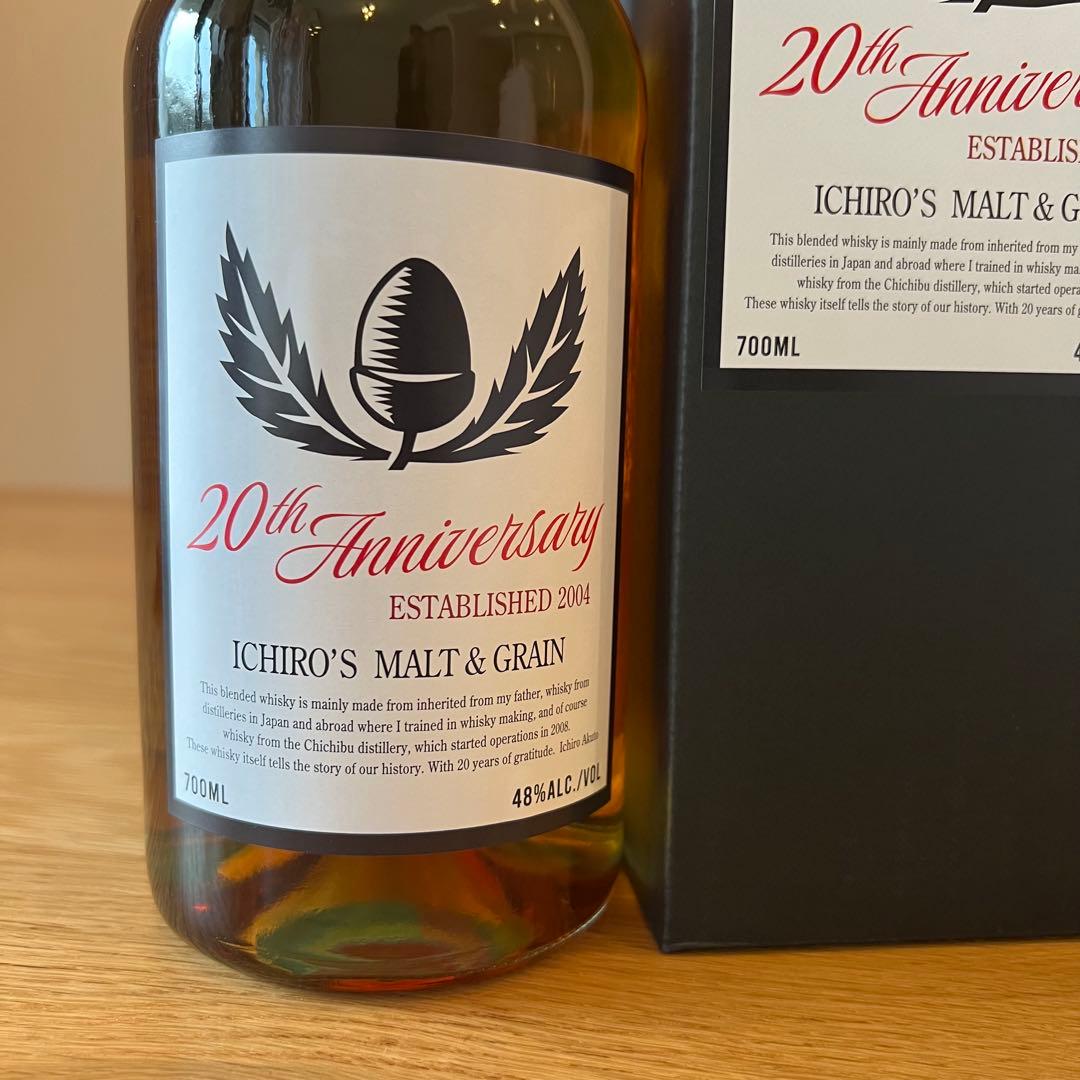 20th Anniversary
ESTABLISHED 2004
ICHIRO'S MALT & GRAIN
This blended whisky is mainly made from inherited from my father, whisky from
distilleries in Japan and abroad where I trained in whisky making, and of course
whisky from the Chichibu distillery, which started operations in 2008.
These whisky itself tells the story of our history. With 20 years of gratitude. Ichiro Akuto
700ML
48%ALC./VOL
20th Anniver
ESTABLIS
ICHIRO'S MALT & G
This blended whisky is mainly made from inherited from my
distilleries in Japan and abroad where I trained in whisky ma
whisky from the Chichibu distillery, which started opera
These whisky itself tells the story of our history. With 20 years of g
700ML
4